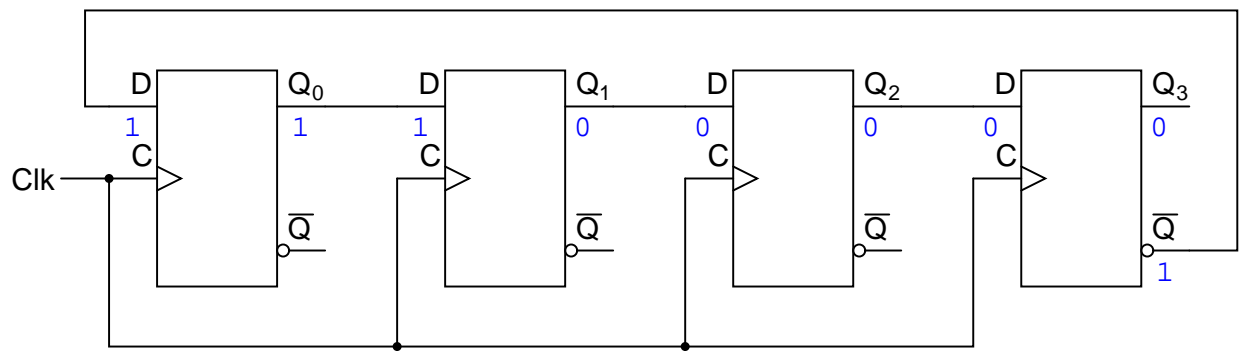 D Q₀ D Q₁ D Q₂ D Q₃
1 1 1 0 0 0 0 0
C C C C
Clk
Q̅ Q̅ Q̅ Q̅
1